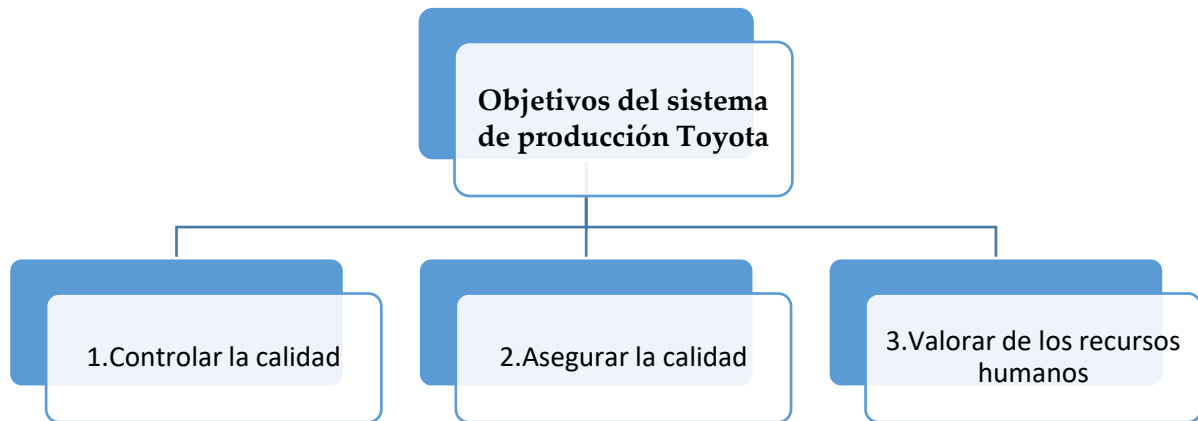 Objetivos del sistema
de producción Toyota
1.Controlar la calidad
2.Asegurar la calidad
3.Valorar de los recursos
humanos